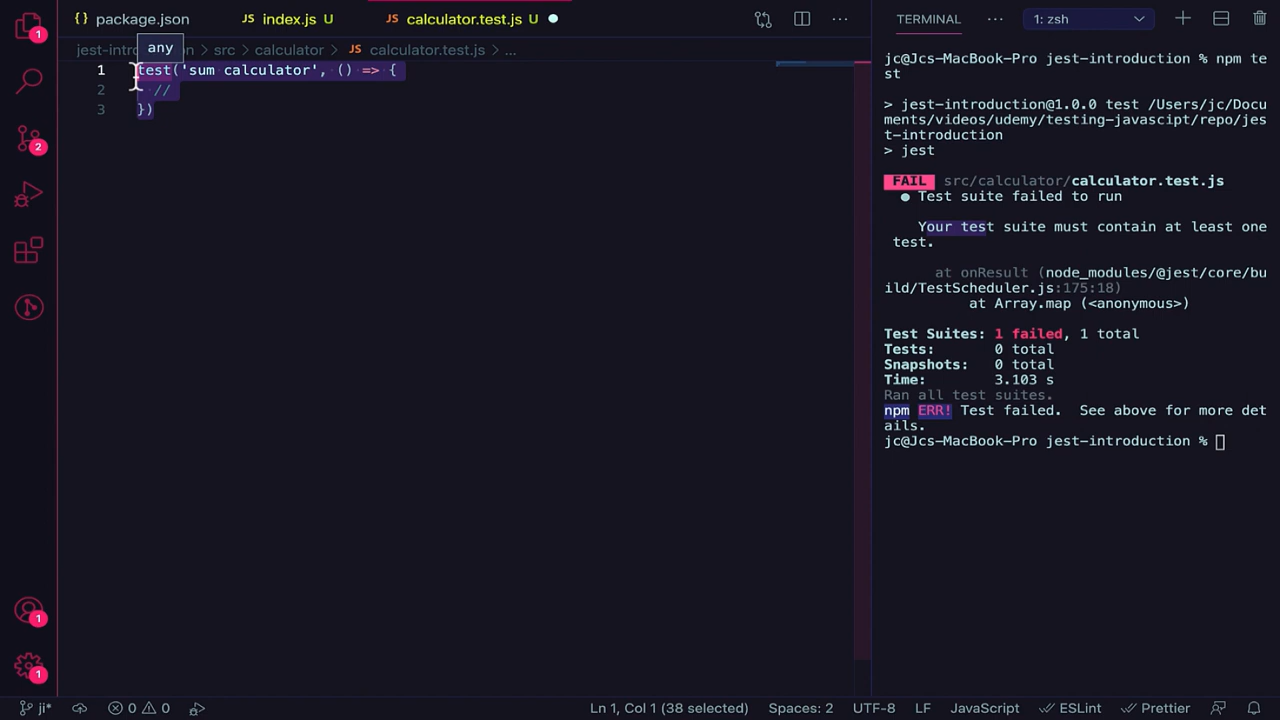 package.json
index.js U
calculator.test.js U
jest-introduction > src > calculator > JS calculator.test.js > ...
any
1 test('sum calculator', () => {
2 //
3 })
1
2
1
1
TERMINAL
1: zsh
jc@Jcs-MacBook-Pro jest-introduction % npm te
st
> jest-introduction@1.0.0 test /Users/jc/Docu
ments/videos/udemy/testing-javascipt/repo/jes
t-introduction
> jest
FAIL src/calculator/calculator.test.js
● Test suite failed to run
Your test suite must contain at least one
test.
at onResult (node_modules/@jest/core/bu
ild/TestScheduler.js:175:18)
at Array.map (<anonymous>)
Test Suites: 1 failed, 1 total
Tests: 0 total
Snapshots: 0 total
Time: 3.103 s
Ran all test suites.
npm ERR! Test failed. See above for more det
ails.
jc@Jcs-MacBook-Pro jest-introduction %
ji* 0 0 Ln 1, Col 1 (38 selected) Spaces: 2 UTF-8 LF JavaScript ESLint Prettier